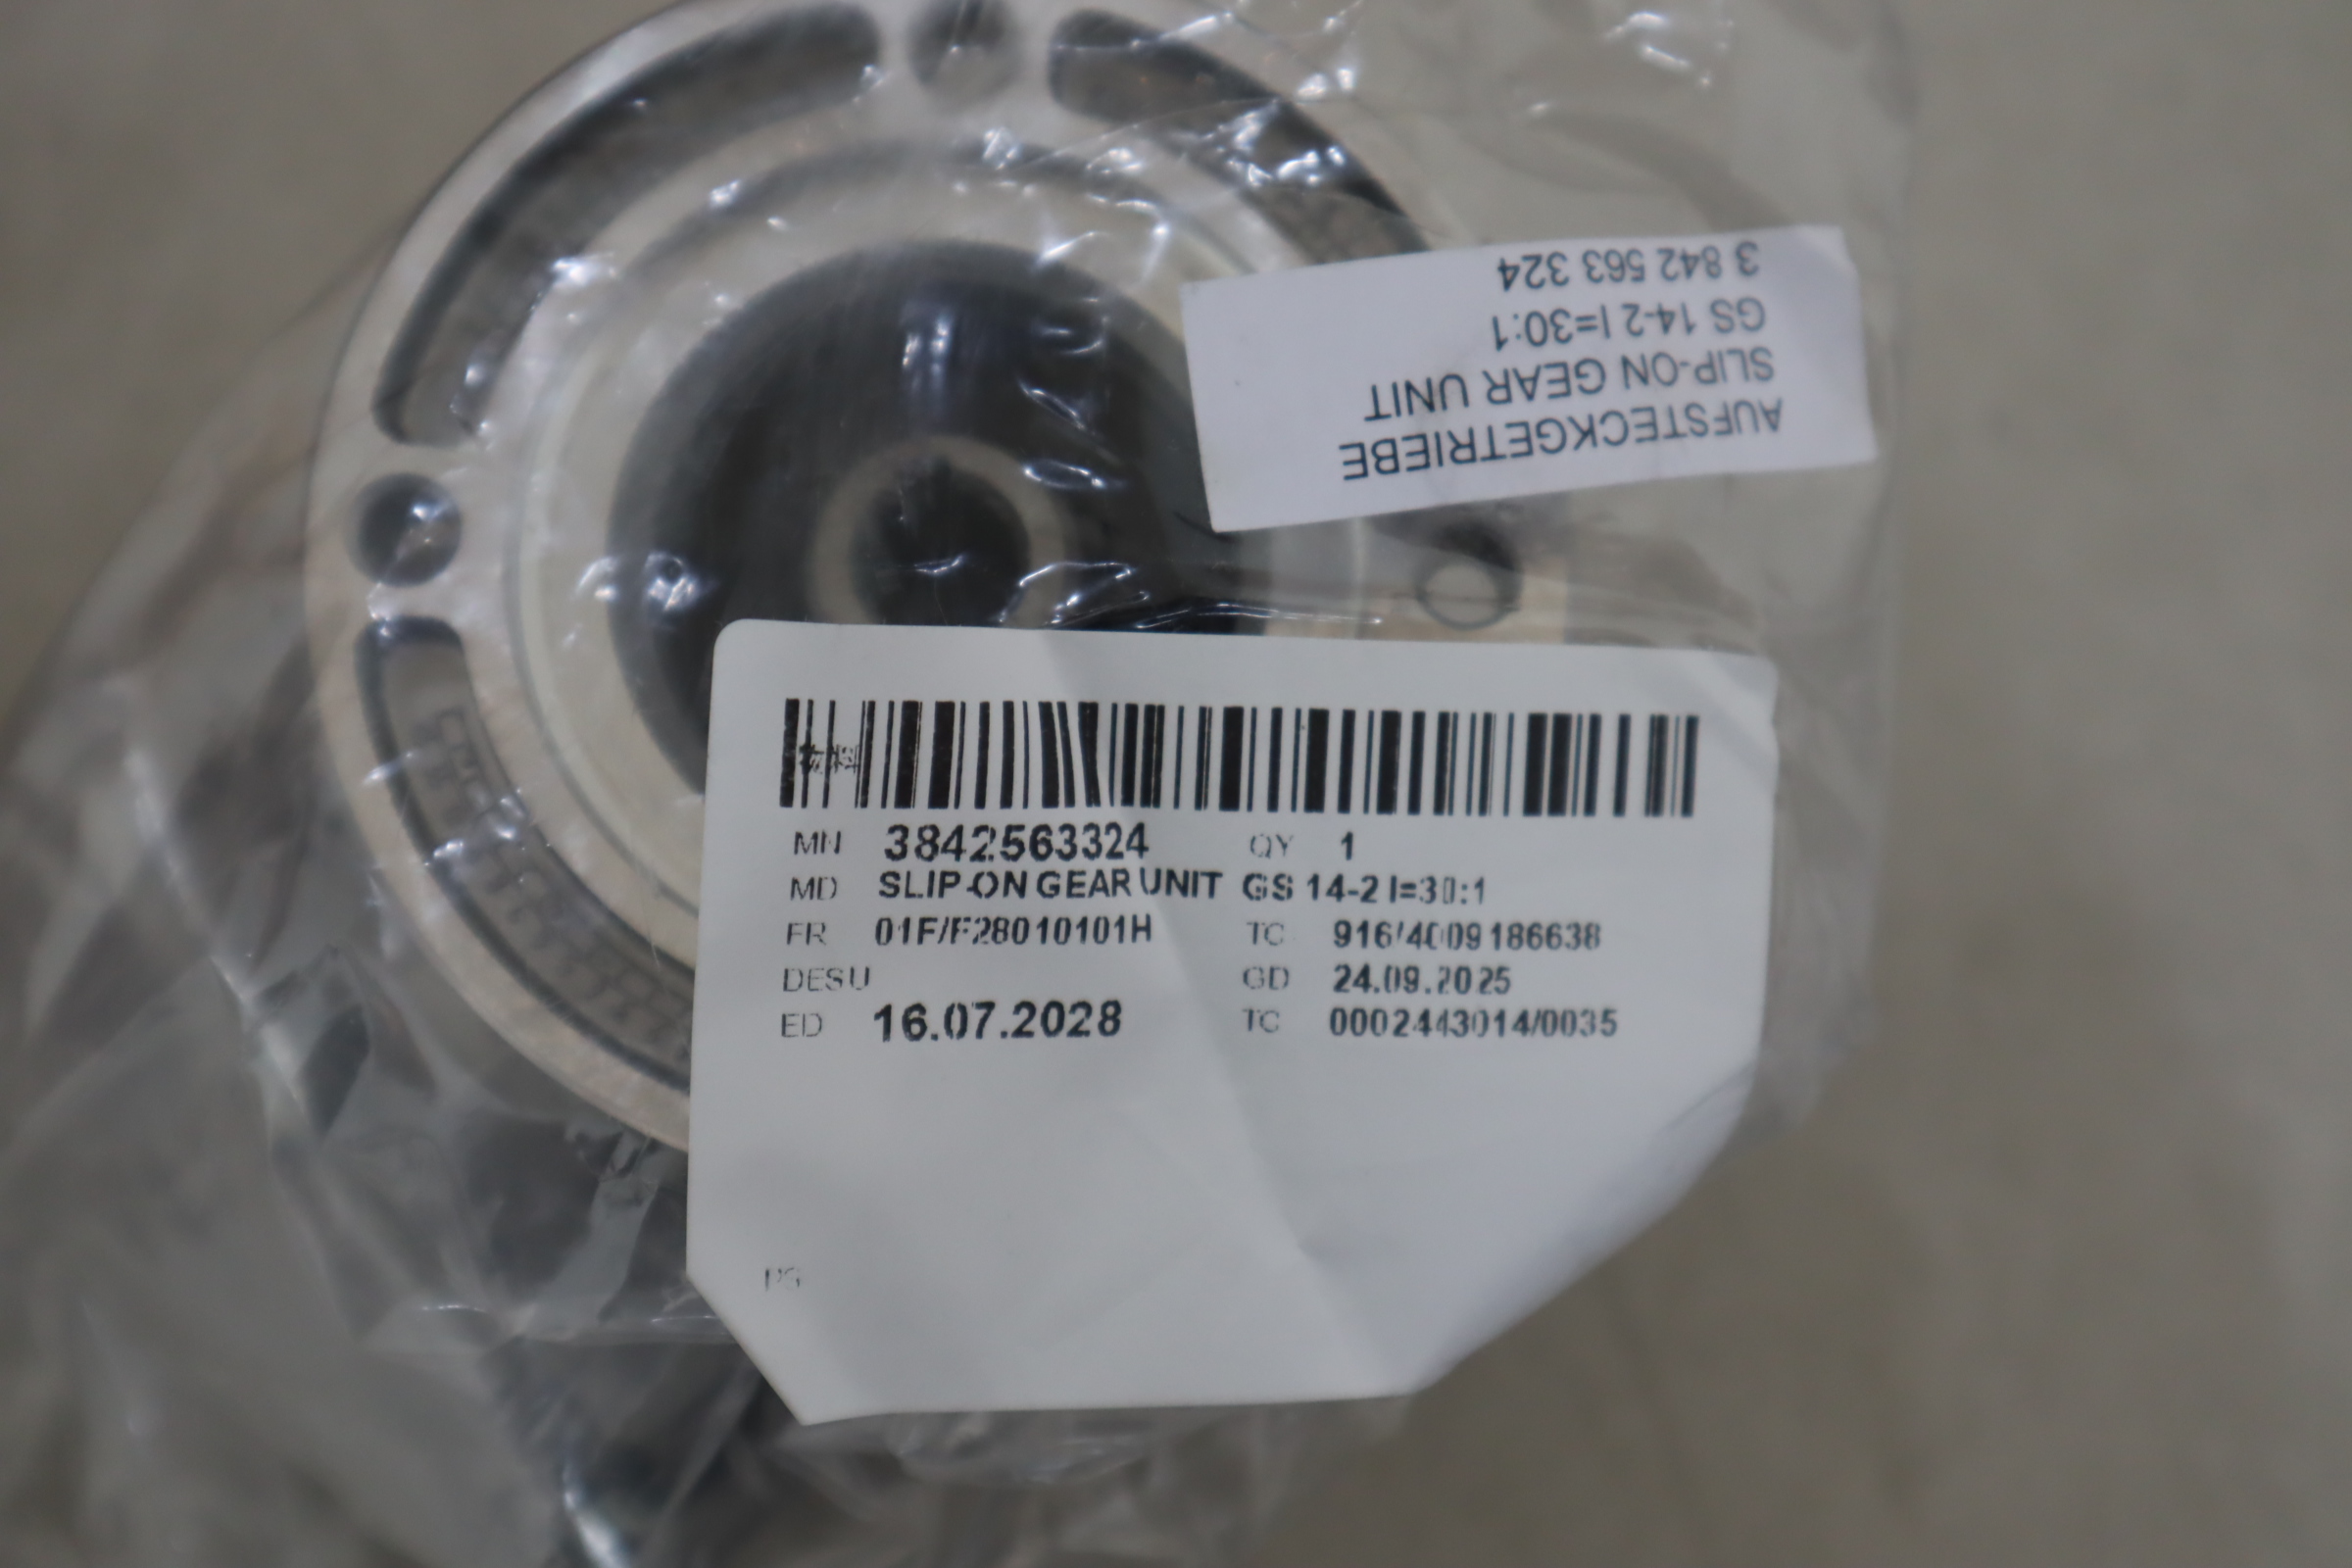 3 842 563 324
GS 14-2 I=30:1
SLIP-ON GEAR UNIT
AUFSTECKGETRIEBE
MN 3842563324 QY 1
MD SLIP-ON GEAR UNIT GS 14-2 I=30:1
FR 01F/F28010101H TC 916/4009186638
DESU GD 24.09.2025
ED 16.07.2028 TC 0002443014/0035
PS